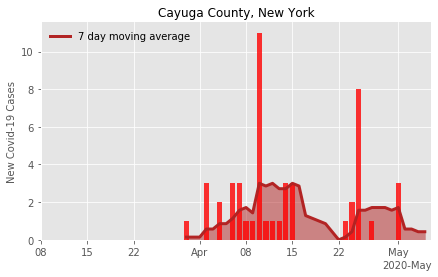 Cayuga County, New York
7 day moving average
New Covid-19 Cases
10
8
6
4
2
0
08 15 22 Apr 08 15 22 May
2020-May